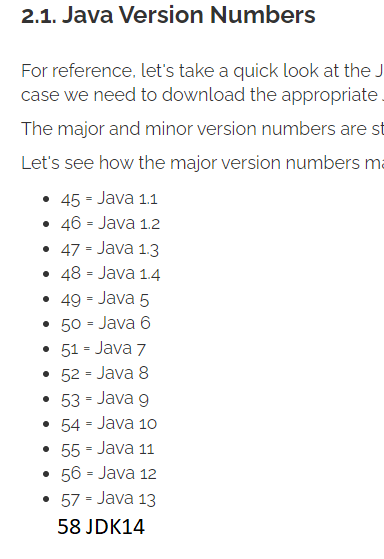 2.1. Java Version Numbers
For reference, let's take a quick look at the J
case we need to download the appropriate
The major and minor version numbers are st
Let's see how the major version numbers ma
• 45 = Java 1.1
• 46 = Java 1.2
• 47 = Java 1.3
• 48 = Java 1.4
• 49 = Java 5
• 50 = Java 6
• 51 = Java 7
• 52 = Java 8
• 53 = Java 9
• 54 = Java 10
• 55 = Java 11
• 56 = Java 12
• 57 = Java 13
58 JDK14